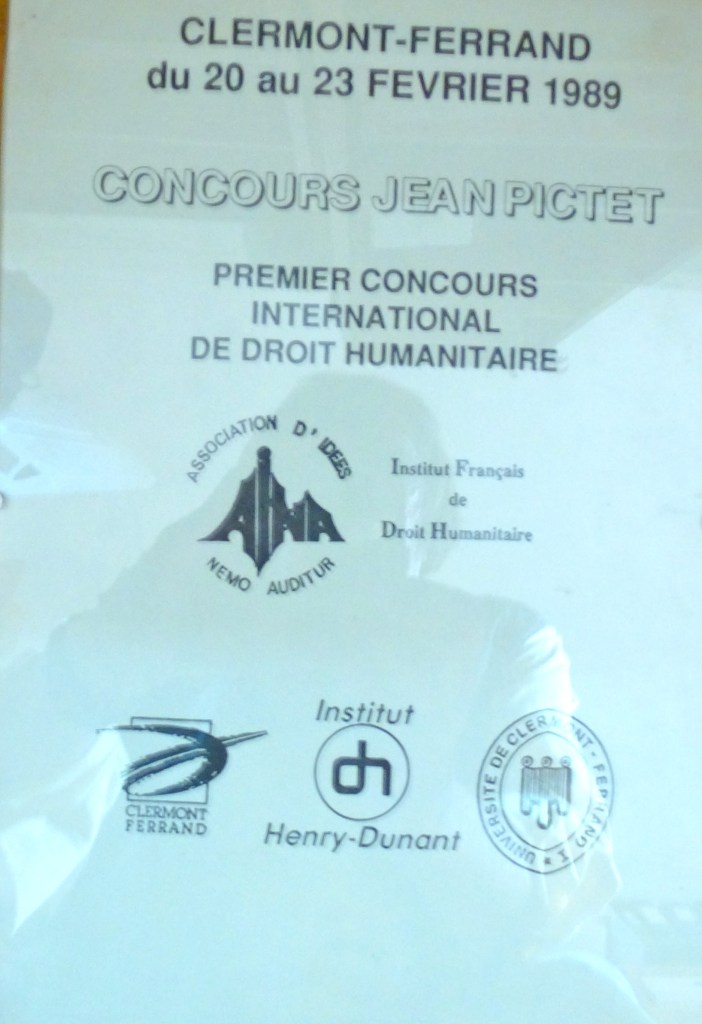 CLERMONT-FERRAND
du 20 au 23 FEVRIER 1989
CONCOURS JEAN PICTET
PREMIER CONCOURS
INTERNATIONAL
DE DROIT HUMANITAIRE
ASSOCIATION D'IDEES
NEMO AUDITUR
Institut Français
de
Droit Humanitaire
CLERMONT
FERRAND
Institut
dh
Henry-Dunant
UNIVERSITE DE CLERMONT-FERRAND I